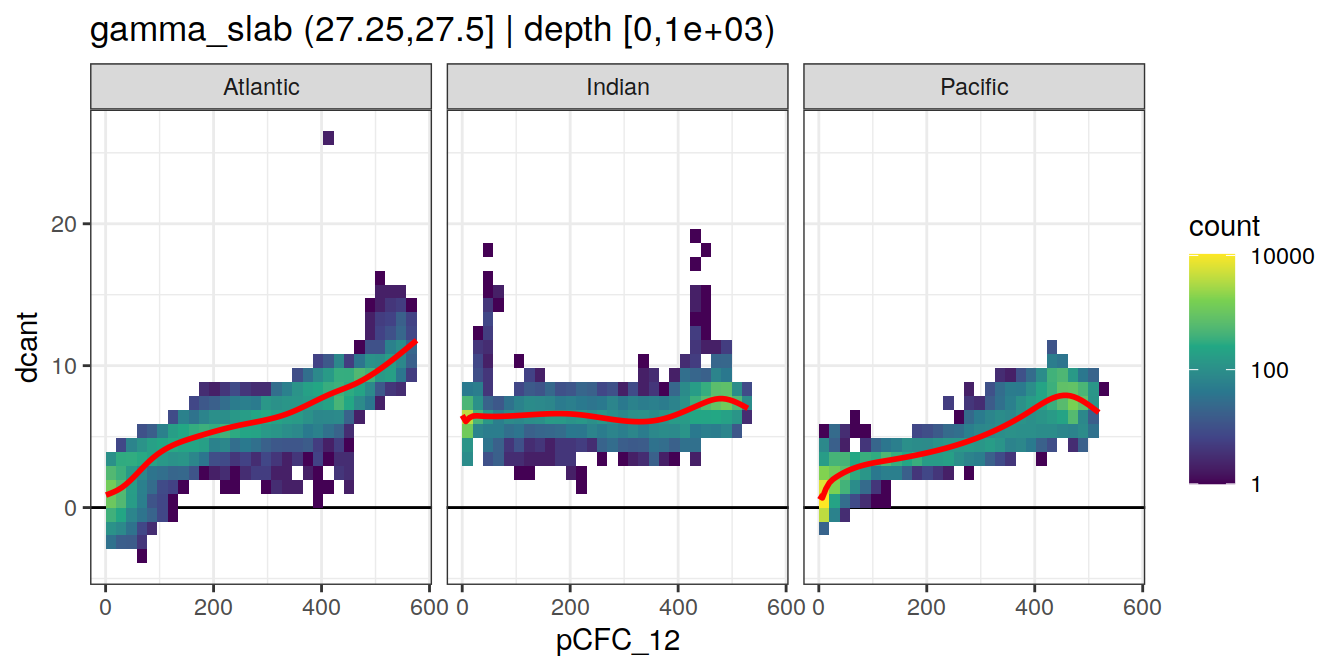 gamma_slab (27.25,27.5] | depth [0,1e+03)
Atlantic Indian Pacific
count
10000
100
1
dcant
20
10
0
0 200 400 600 0 200 400 600 0 200 400 600
pCFC_12